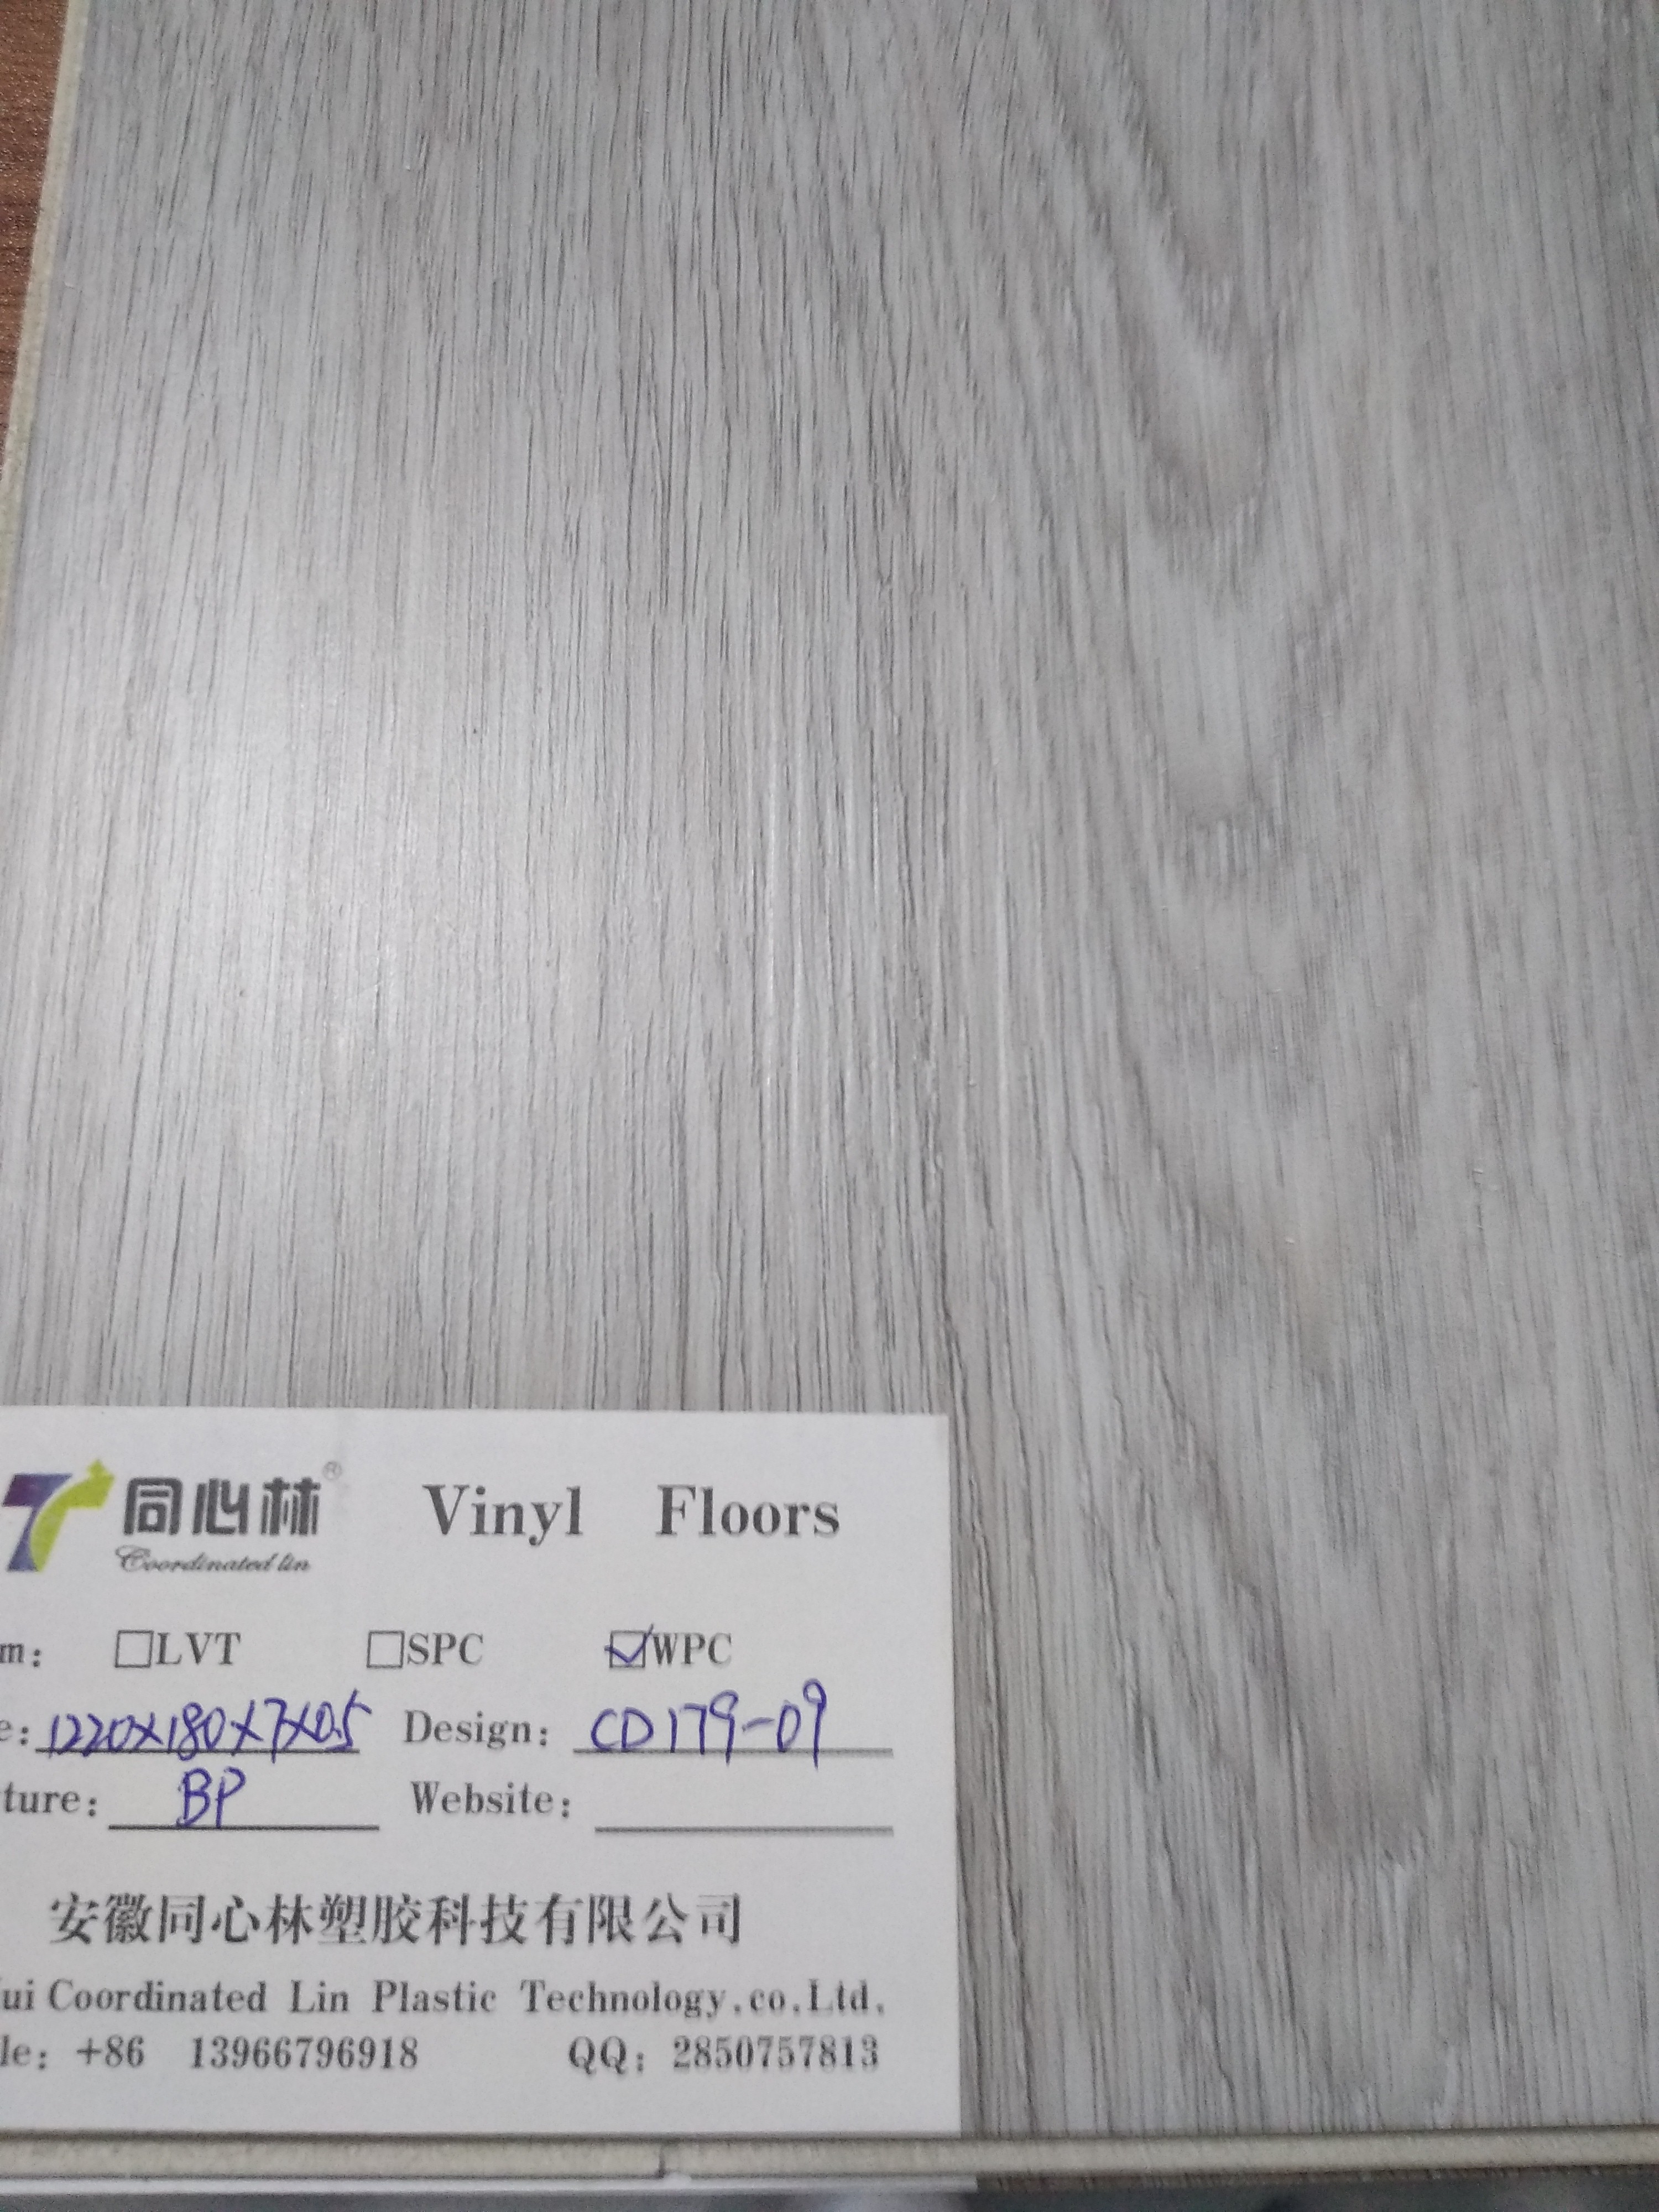 同心林® Vinyl Floors
Coordinated lin
m: □LVT □SPC ☑WPC
e: 1220x180x7x0.5 Design: CD179-09
ture: BP Website:
安徽同心林塑胶科技有限公司
ui Coordinated Lin Plastic Technology.co.Ltd.
le: +86 13966796918 QQ: 2850757813